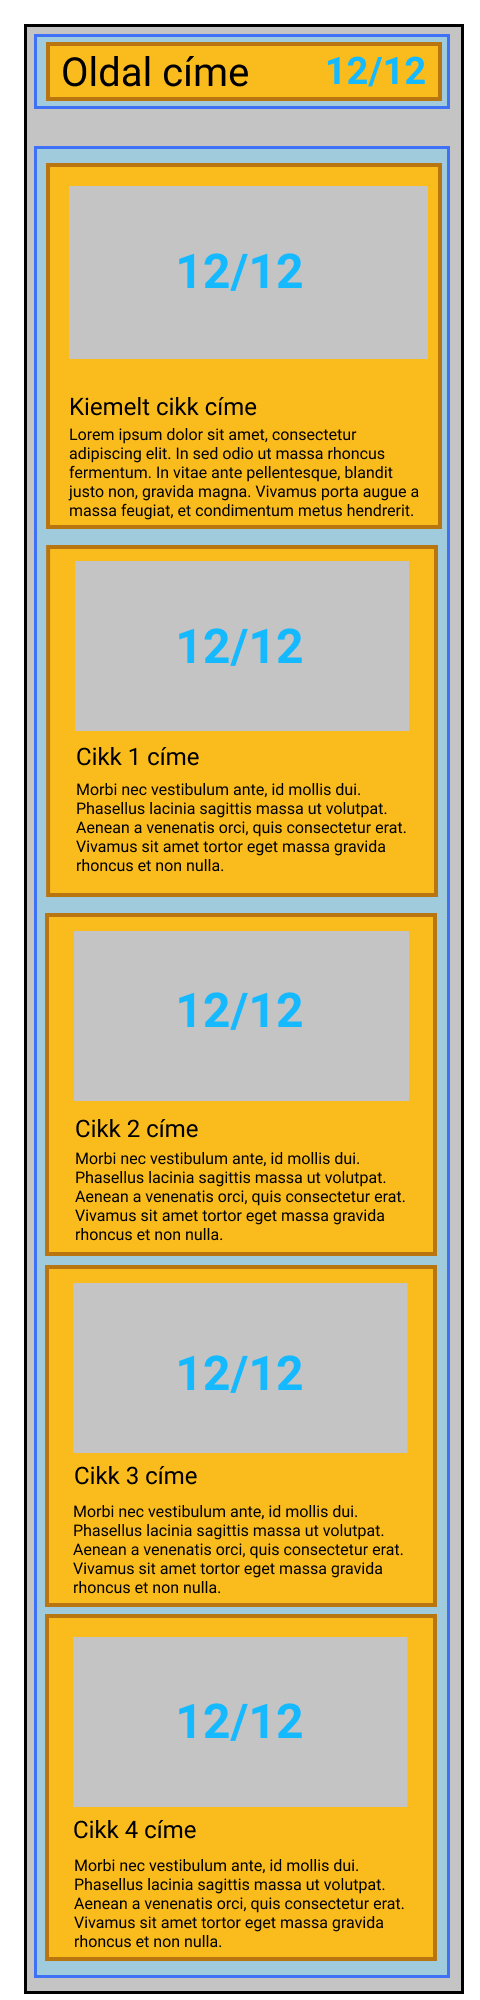 Oldal címe 12/12
12/12
Kiemelt cikk címe
Lorem ipsum dolor sit amet, consectetur
adipiscing elit. In sed odio ut massa rhoncus
fermentum. In vitae ante pellentesque, blandit
justo non, gravida magna. Vivamus porta augue a
massa feugiat, et condimentum metus hendrerit.
12/12
Cikk 1 címe
Morbi nec vestibulum ante, id mollis dui.
Phasellus lacinia sagittis massa ut volutpat.
Aenean a venenatis orci, quis consectetur erat.
Vivamus sit amet tortor eget massa gravida
rhoncus et non nulla.
12/12
Cikk 2 címe
Morbi nec vestibulum ante, id mollis dui.
Phasellus lacinia sagittis massa ut volutpat.
Aenean a venenatis orci, quis consectetur erat.
Vivamus sit amet tortor eget massa gravida
rhoncus et non nulla.
12/12
Cikk 3 címe
Morbi nec vestibulum ante, id mollis dui.
Phasellus lacinia sagittis massa ut volutpat.
Aenean a venenatis orci, quis consectetur erat.
Vivamus sit amet tortor eget massa gravida
rhoncus et non nulla.
12/12
Cikk 4 címe
Morbi nec vestibulum ante, id mollis dui.
Phasellus lacinia sagittis massa ut volutpat.
Aenean a venenatis orci, quis consectetur erat.
Vivamus sit amet tortor eget massa gravida
rhoncus et non nulla.